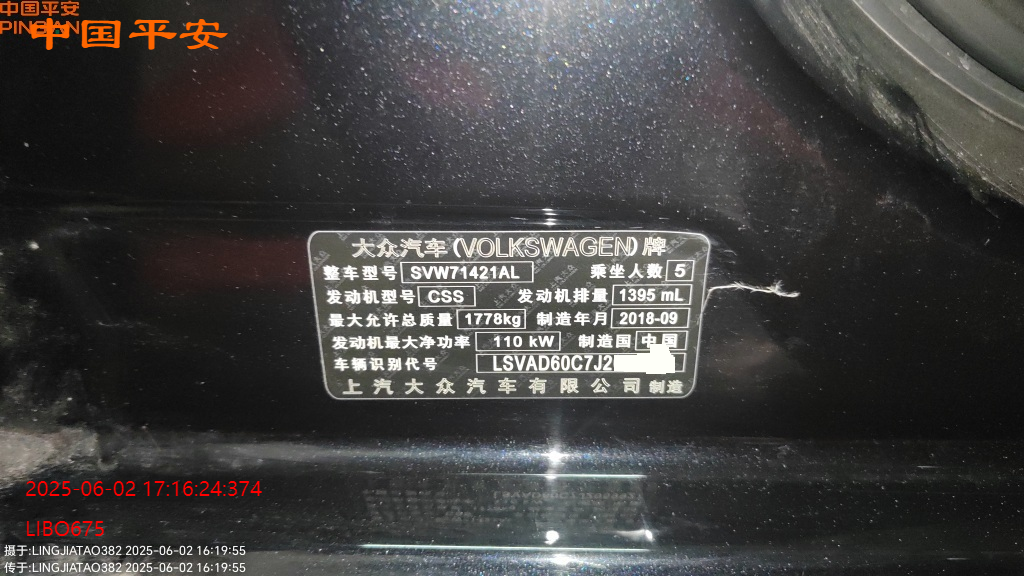 中国平安
PINGAN
中国平安
大众汽车(VOLKSWAGEN)牌
整车型号 SVW71421AL 乘坐人数 5
发动机型号 CSS 发动机排量 1395 mL
最大允许总质量 1778kg 制造年月 2018-09
发动机最大净功率 110 kW 制造国 中国
车辆识别代号 LSVAD60C7J2
上汽大众汽车有限公司 制造
2025-06-02 17:16:24:374
LIBO675
摄于:LINGJIATAO382 2025-06-02 16:19:55
传于:LINGJIATAO382 2025-06-02 16:19:55